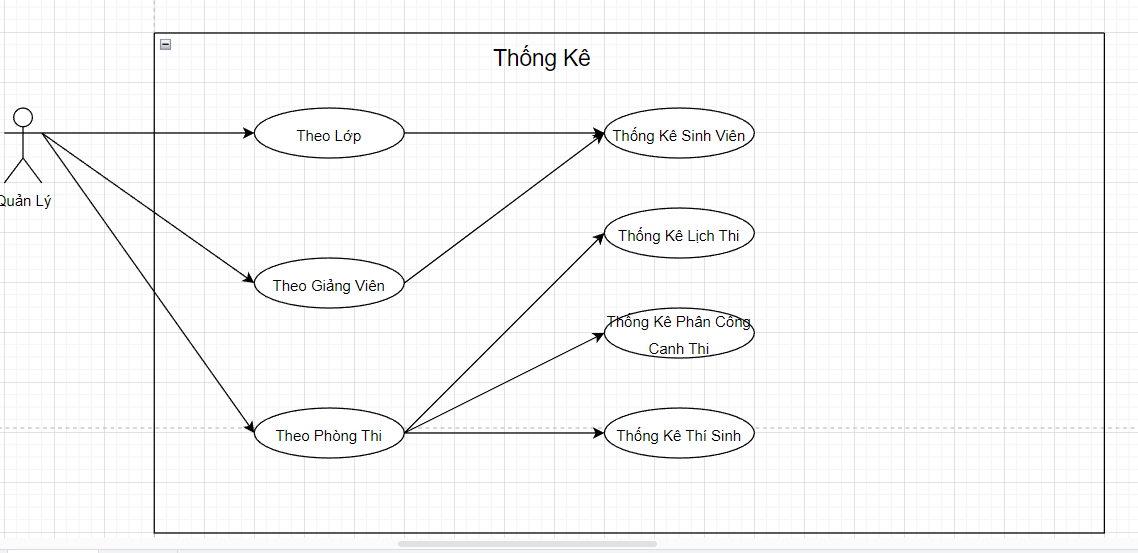 Thống Kê
Theo Lớp
Thống Kê Sinh Viên
Quản Lý
Thống Kê Lịch Thi
Theo Giảng Viên
Thống Kê Phân Công
Canh Thi
Theo Phòng Thi
Thống Kê Thí Sinh